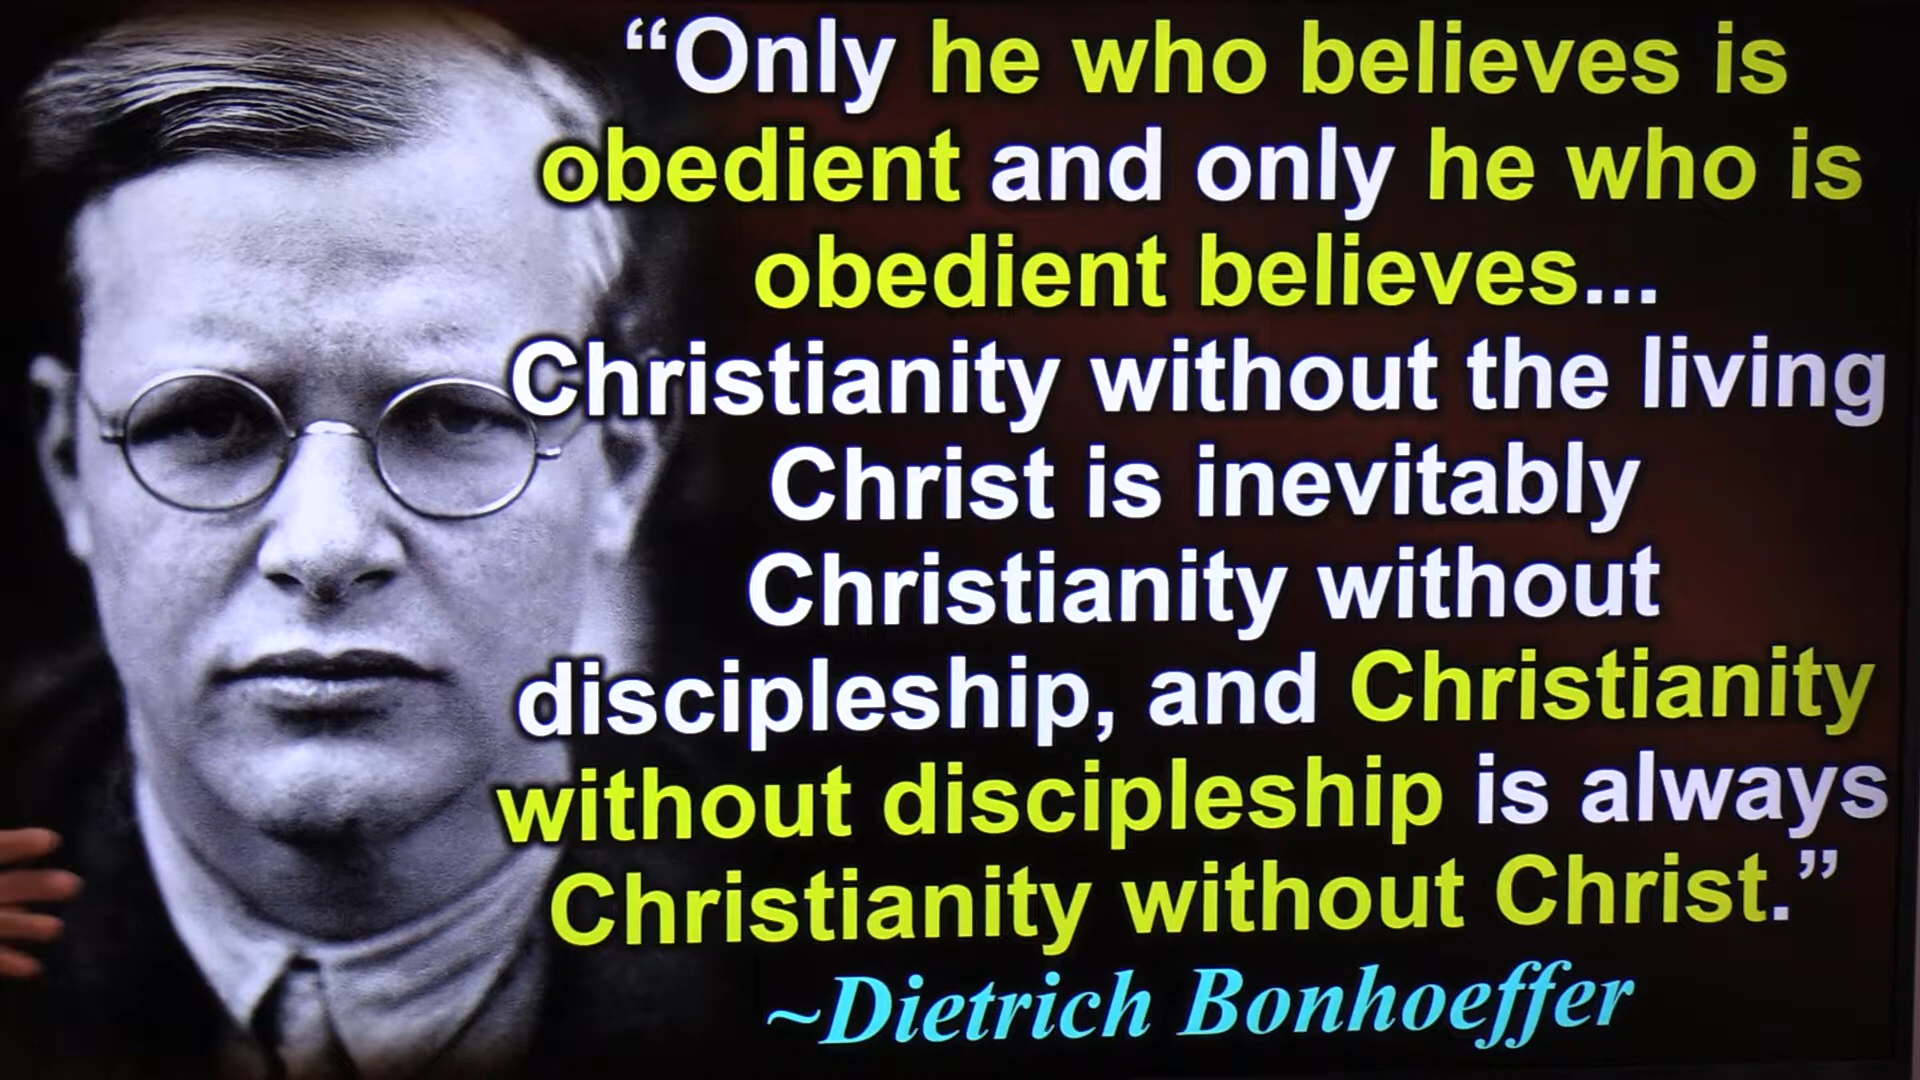 “Only he who believes is
obedient and only he who is
obedient believes...
Christianity without the living
Christ is inevitably
Christianity without
discipleship, and Christianity
without discipleship is always
Christianity without Christ.”
~Dietrich Bonhoeffer